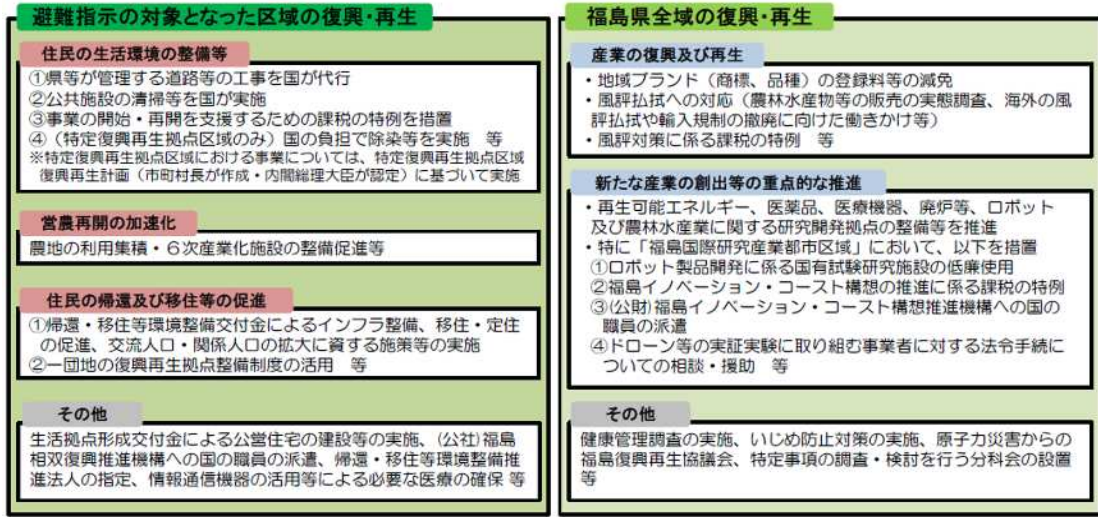 避難指示の対象となった区域の復興・再生
住民の生活環境の整備等
①県等が管理する道路等の工事を国が代行
②公共施設の清掃等を国が実施
③事業の開始・再開を支援するための課税の特例を措置
④（特定復興再生拠点区域のみ）国の負担で除染等を実施　等
※特定復興再生拠点区域における事業については、特定復興再生拠点区域
復興再生計画（市町村長が作成・内閣総理大臣が認定）に基づいて実施
営農再開の加速化
農地の利用集積・６次産業化施設の整備促進等
住民の帰還及び移住等の促進
①帰還・移住等環境整備交付金によるインフラ整備、移住・定住
の促進、交流人口・関係人口の拡大に資する施策等の実施
②一団地の復興再生拠点整備制度の活用　等
その他
生活拠点形成交付金による公営住宅の建設等の実施、(公社)福島
相双復興推進機構への国の職員の派遣、帰還・移住等環境整備推
進法人の指定、情報通信機器の活用等による必要な医療の確保 等
福島県全域の復興・再生
産業の復興及び再生
・地域ブランド（商標、品種）の登録料等の減免
・風評払拭への対応（農林水産物等の販売の実態調査、海外の風
評払拭や輸入規制の撤廃に向けた働きかけ等）
・風評対策に係る課税の特例　等
新たな産業の創出等の重点的な推進
・再生可能エネルギー、医薬品、医療機器、廃炉等、ロボット
及び農林水産業に関する研究開発拠点の整備等を推進
・特に「福島国際研究産業都市区域」において、以下を措置
①ロボット製品開発に係る国有試験研究施設の低廉使用
②福島イノベーション・コースト構想の推進に係る課税の特例
③(公財)福島イノベーション・コースト構想推進機構への国の
職員の派遣
④ドローン等の実証実験に取り組む事業者に対する法令手続
についての相談・援助　等
その他
健康管理調査の実施、いじめ防止対策の実施、原子力災害からの
福島復興再生協議会、特定事項の調査・検討を行う分科会の設置
等